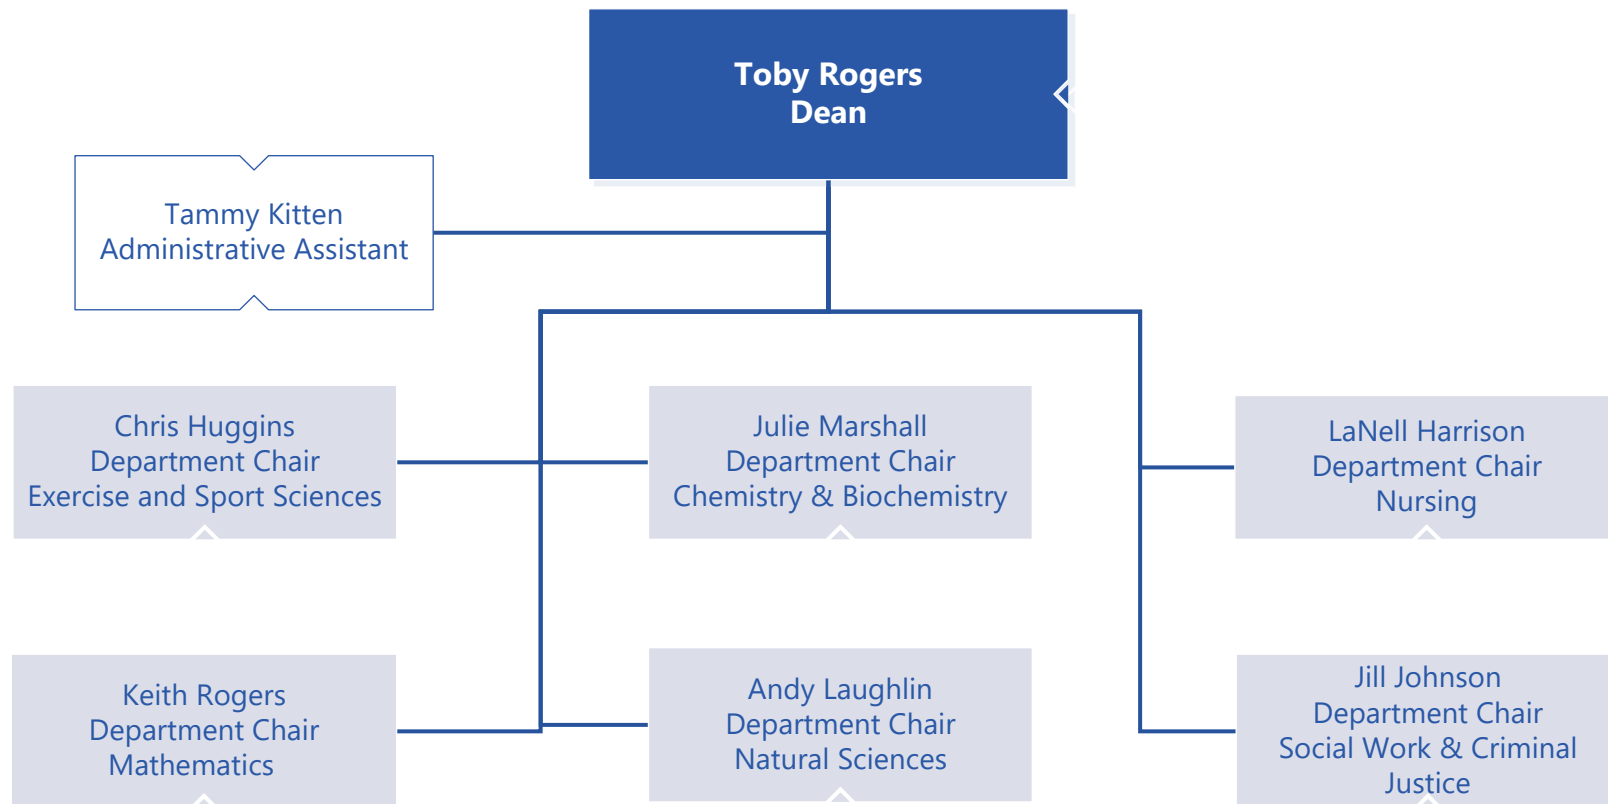 Toby Rogers
Dean
Tammy Kitten
Administrative Assistant
Chris Huggins
Department Chair
Exercise and Sport Sciences
Julie Marshall
Department Chair
Chemistry & Biochemistry
LaNell Harrison
Department Chair
Nursing
Keith Rogers
Department Chair
Mathematics
Andy Laughlin
Department Chair
Natural Sciences
Jill Johnson
Department Chair
Social Work & Criminal
Justice